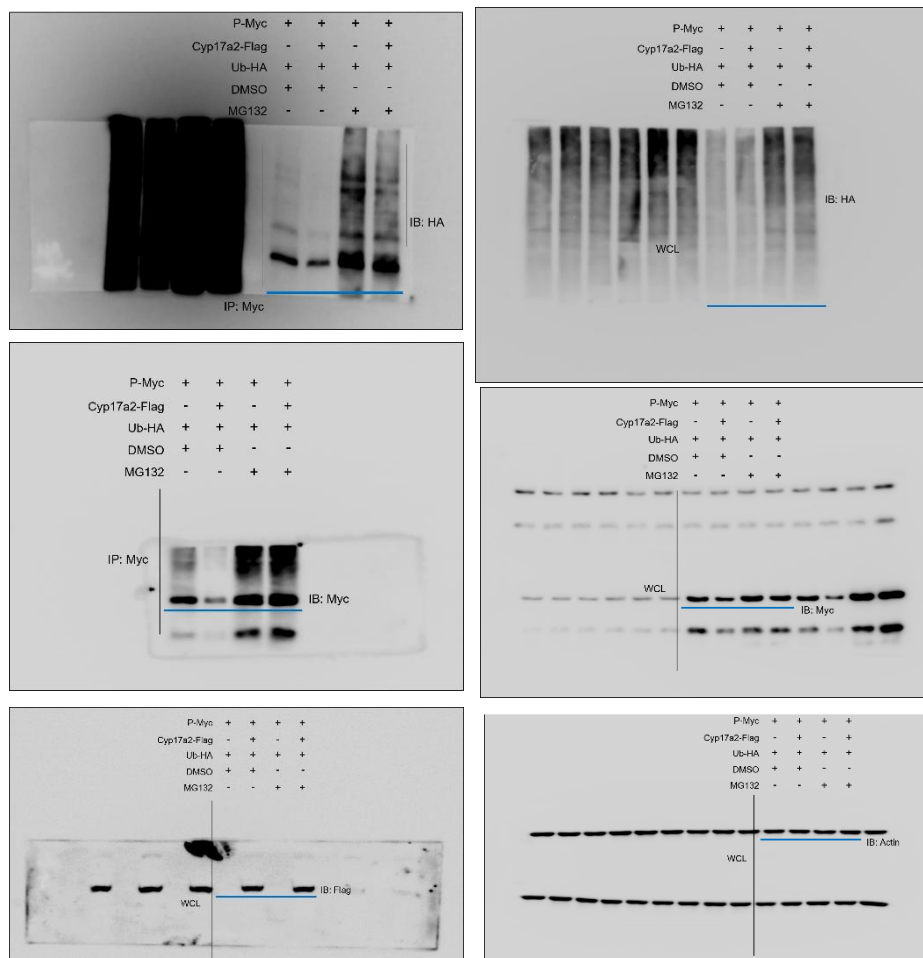 P-Myc + + + +
Cyp17a2-Flag - + - +
Ub-HA + + + +
DMSO + + - -
MG132 - - + +
IB: HA
IP: Myc
P-Myc + + + +
Cyp17a2-Flag - + - +
Ub-HA + + + +
DMSO + + - -
MG132 - - + +
IB: HA
WCL
P-Myc + + + +
Cyp17a2-Flag - + - +
Ub-HA + + + +
DMSO + + - -
MG132 - - + +
IP: Myc
IB: Myc
P-Myc + + + +
Cyp17a2-Flag - + - +
Ub-HA + + + +
DMSO + + - -
MG132 - - + +
WCL
IB: Myc
P-Myc + + + +
Cyp17a2-Flag - + - +
Ub-HA + + + +
DMSO + + - -
MG132 - - + +
IB: Flag
WCL
P-Myc + + + +
Cyp17a2-Flag - + - +
Ub-HA + + + +
DMSO + + - -
MG132 - - + +
IB: Actin
WCL